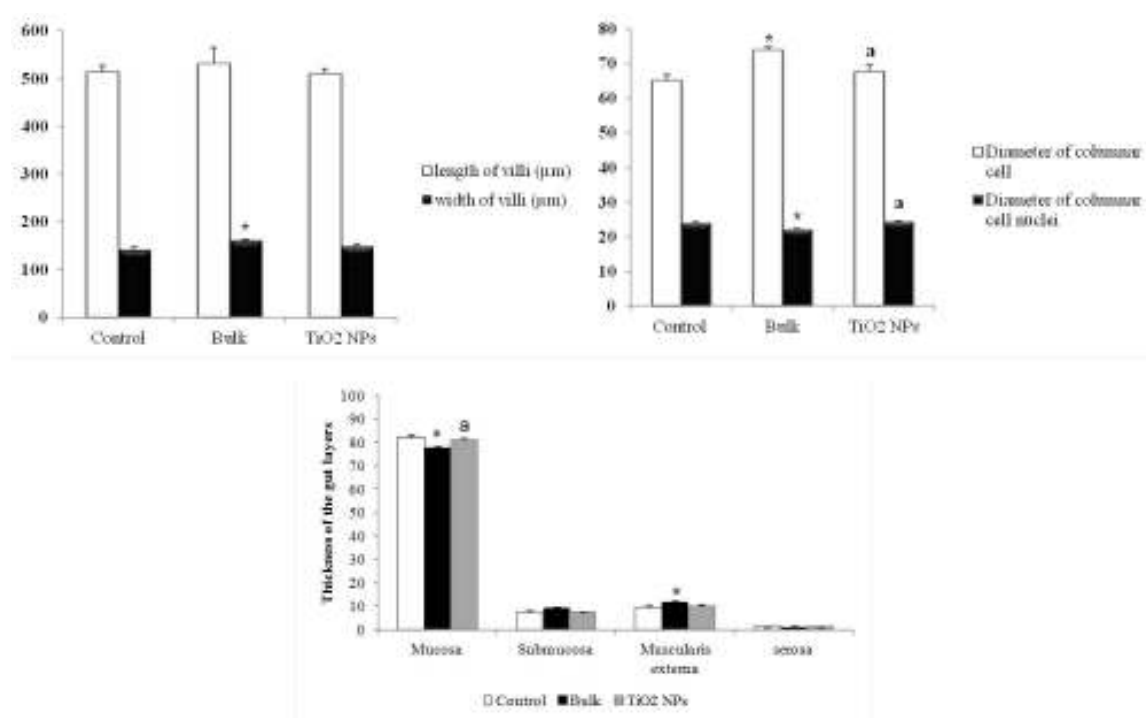 600
500
400
300
200
100
0
*
*
Control Bulk TiO2 NPs
length of villi (µm)
width of villi (µm)
80
70
60
50
40
30
20
10
0
* a
* a
Control Bulk TiO2 NPs
Diameter of columnar
cell
Diameter of columnar
cell nuclei
Thickness of the gut layers
100
90
80
70
60
50
40
30
20
10
0
* a
*
Mucosa Submucosa Muscularis serosa
externa
Control Bulk TiO2 NPs